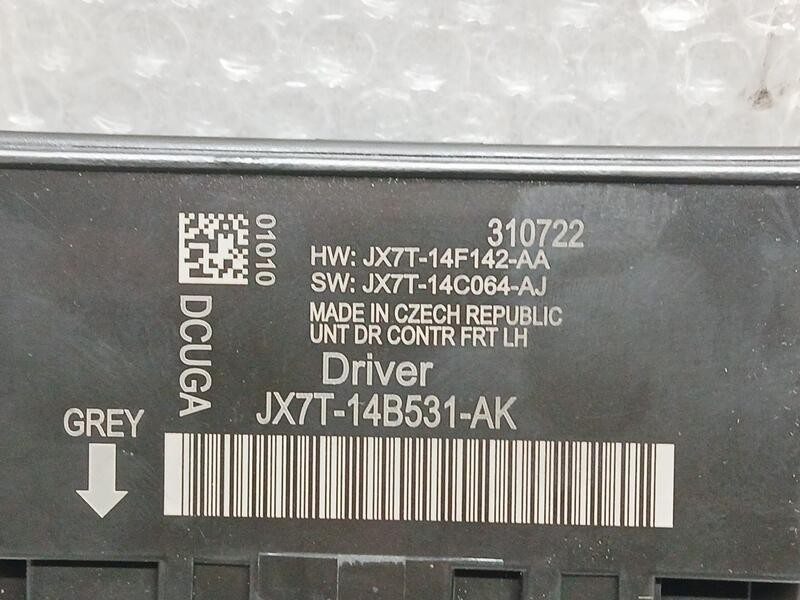 310722
01010
HW: JX7T-14F142-AA
SW: JX7T-14C064-AJ
MADE IN CZECH REPUBLIC
UNT DR CONTR FRT LH
DCUGA
Driver
JX7T-14B531-AK
GREY